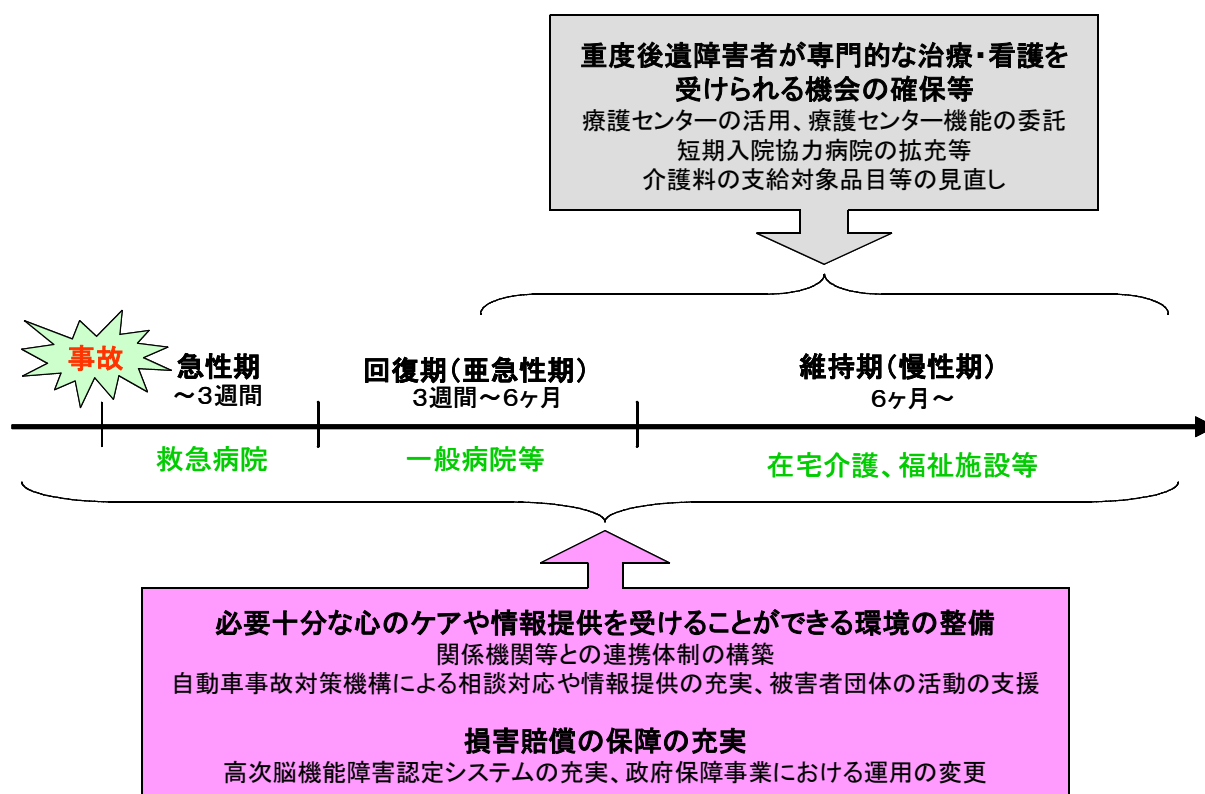 重度後遺障害者が専門的な治療・看護を
受けられる機会の確保等
療護センターの活用、療護センター機能の委託
短期入院協力病院の拡充等
介護料の支給対象品目等の見直し
事故
急性期
～3週間
回復期（亜急性期）
3週間～6ヶ月
維持期（慢性期）
6ヶ月～
救急病院
一般病院等
在宅介護、福祉施設等
必要十分な心のケアや情報提供を受けることができる環境の整備
関係機関等との連携体制の構築
自動車事故対策機構による相談対応や情報提供の充実、被害者団体の活動の支援
損害賠償の保障の充実
高次脳機能障害認定システムの充実、政府保障事業における運用の変更